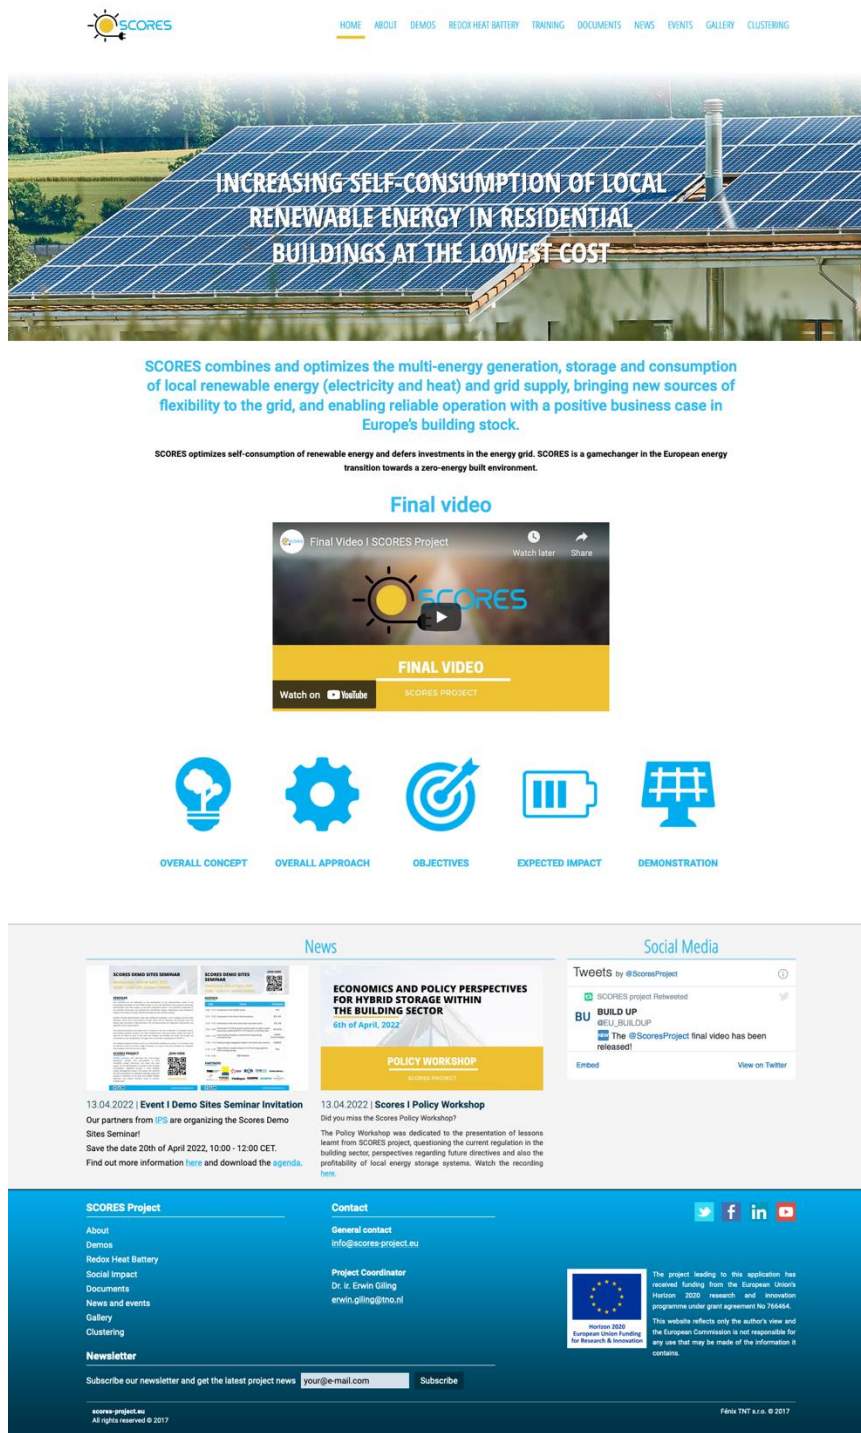 SCORES
HOME ABOUT DEMOS REDOX HEAT BATTERY TRAINING DOCUMENTS NEWS EVENTS GALLERY CLUSTERING
INCREASING SELF-CONSUMPTION OF LOCAL
RENEWABLE ENERGY IN RESIDENTIAL
BUILDINGS AT THE LOWEST COST
SCORES combines and optimizes the multi-energy generation, storage and consumption
of local renewable energy (electricity and heat) and grid supply, bringing new sources of
flexibility to the grid, and enabling reliable operation with a positive business case in
Europe's building stock.
SCORES optimizes self-consumption of renewable energy and defers investments in the energy grid. SCORES is a gamechanger in the European energy
transition towards a zero-energy built environment.
Final video
Final Video I SCORES Project
Watch later Share
SCORES
FINAL VIDEO
SCORES PROJECT
Watch on YouTube
OVERALL CONCEPT OVERALL APPROACH OBJECTIVES EXPECTED IMPACT DEMONSTRATION
News
SCORES DEMO SITES SEMINAR
SCORES DEMO SITES
SEMINAR
ECONOMICS AND POLICY PERSPECTIVES
FOR HYBRID STORAGE WITHIN
THE BUILDING SECTOR
6th of April, 2022
POLICY WORKSHOP
SCORES PROJECT
13.04.2022 | Event I Demo Sites Seminar Invitation
Our partners from IPS are organizing the Scores Demo
Sites Seminar!
Save the date 20th of April 2022, 10:00 - 12:00 CET.
Find out more information here and download the agenda.
13.04.2022 | Scores I Policy Workshop
Did you miss the Scores Policy Workshop?
The Policy Workshop was dedicated to the presentation of lessons
learnt from SCORES project, questioning the current regulation in the
building sector, perspectives regarding future directives and also the
profitability of local energy storage systems. Watch the recording
here.
Social Media
Tweets by @ScoresProject
SCORES project Retweeted
BU BUILD UP
@EU_BUILDUP
The @ScoresProject final video has been
released!
Embed View on Twitter
SCORES Project
About
Demos
Redox Heat Battery
Social Impact
Documents
News and events
Gallery
Clustering
Contact
General contact
info@scores-project.eu
Project Coordinator
Dr. ir. Erwin Giling
erwin.giling@tno.nl
Horizon 2020
European Union Funding
for Research & Innovation
The project leading to this application has
received funding from the European Union's
Horizon 2020 research and innovation
programme under grant agreement No 766464.
This website reflects only the author's view and
the European Commission is not responsible for
any use that may be made of the information it
contains.
Newsletter
Subscribe our newsletter and get the latest project news your@e-mail.com Subscribe
scores-project.eu
All rights reserved © 2017
Fénix TNT s.r.o. © 2017